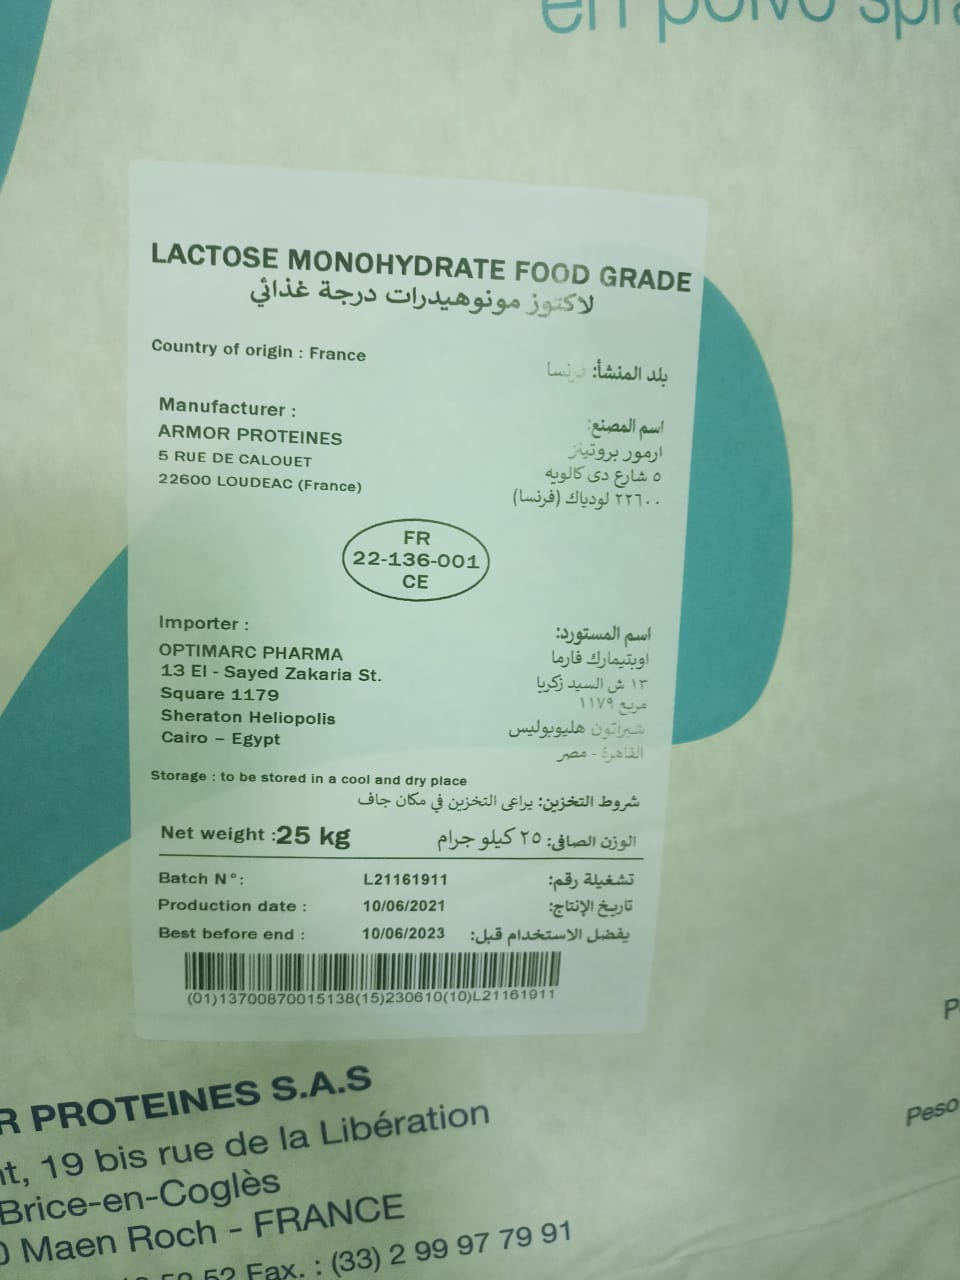 en polvo
LACTOSE MONOHYDRATE FOOD GRADE
لاكتوز مونوهيدرات درجة غذائي
Country of origin : France
بلد المنشأ: فرنسا
Manufacturer :
اسم المصنع:
ARMOR PROTEINES
ارمور بروتينز
5 RUE DE CALOUET
٥ شارع دى كالويه
22600 LOUDEAC (France)
٢٢٦٠٠ لودياك (فرنسا)
FR
22-136-001
CE
Importer :
اسم المستورد:
OPTIMARC PHARMA
اوبتيمارك فارما
13 El - Sayed Zakaria St.
١٣ ش السيد زكريا
Square 1179
مربع ١١٧٩
Sheraton Heliopolis
شيراتون هليوبوليس
Cairo – Egypt
القاهرة - مصر
Storage : to be stored in a cool and dry place
شروط التخزين: يراعى التخزين في مكان جاف
Net weight :25 kg
الوزن الصافى: ٢٥ كيلو جرام
Batch N°: L21161911 تشغيلة رقم:
Production date : 10/06/2021 تاريخ الإنتاج:
Best before end : 10/06/2023 يفضل الاستخدام قبل:
(01)13700870015138(15)230610(10)L21161911
Peso
R PROTEINES S.A.S
nt, 19 bis rue de la Libération
Brice-en-Coglès
Maen Roch - FRANCE
52 Fax. : (33) 2 99 97 79 91